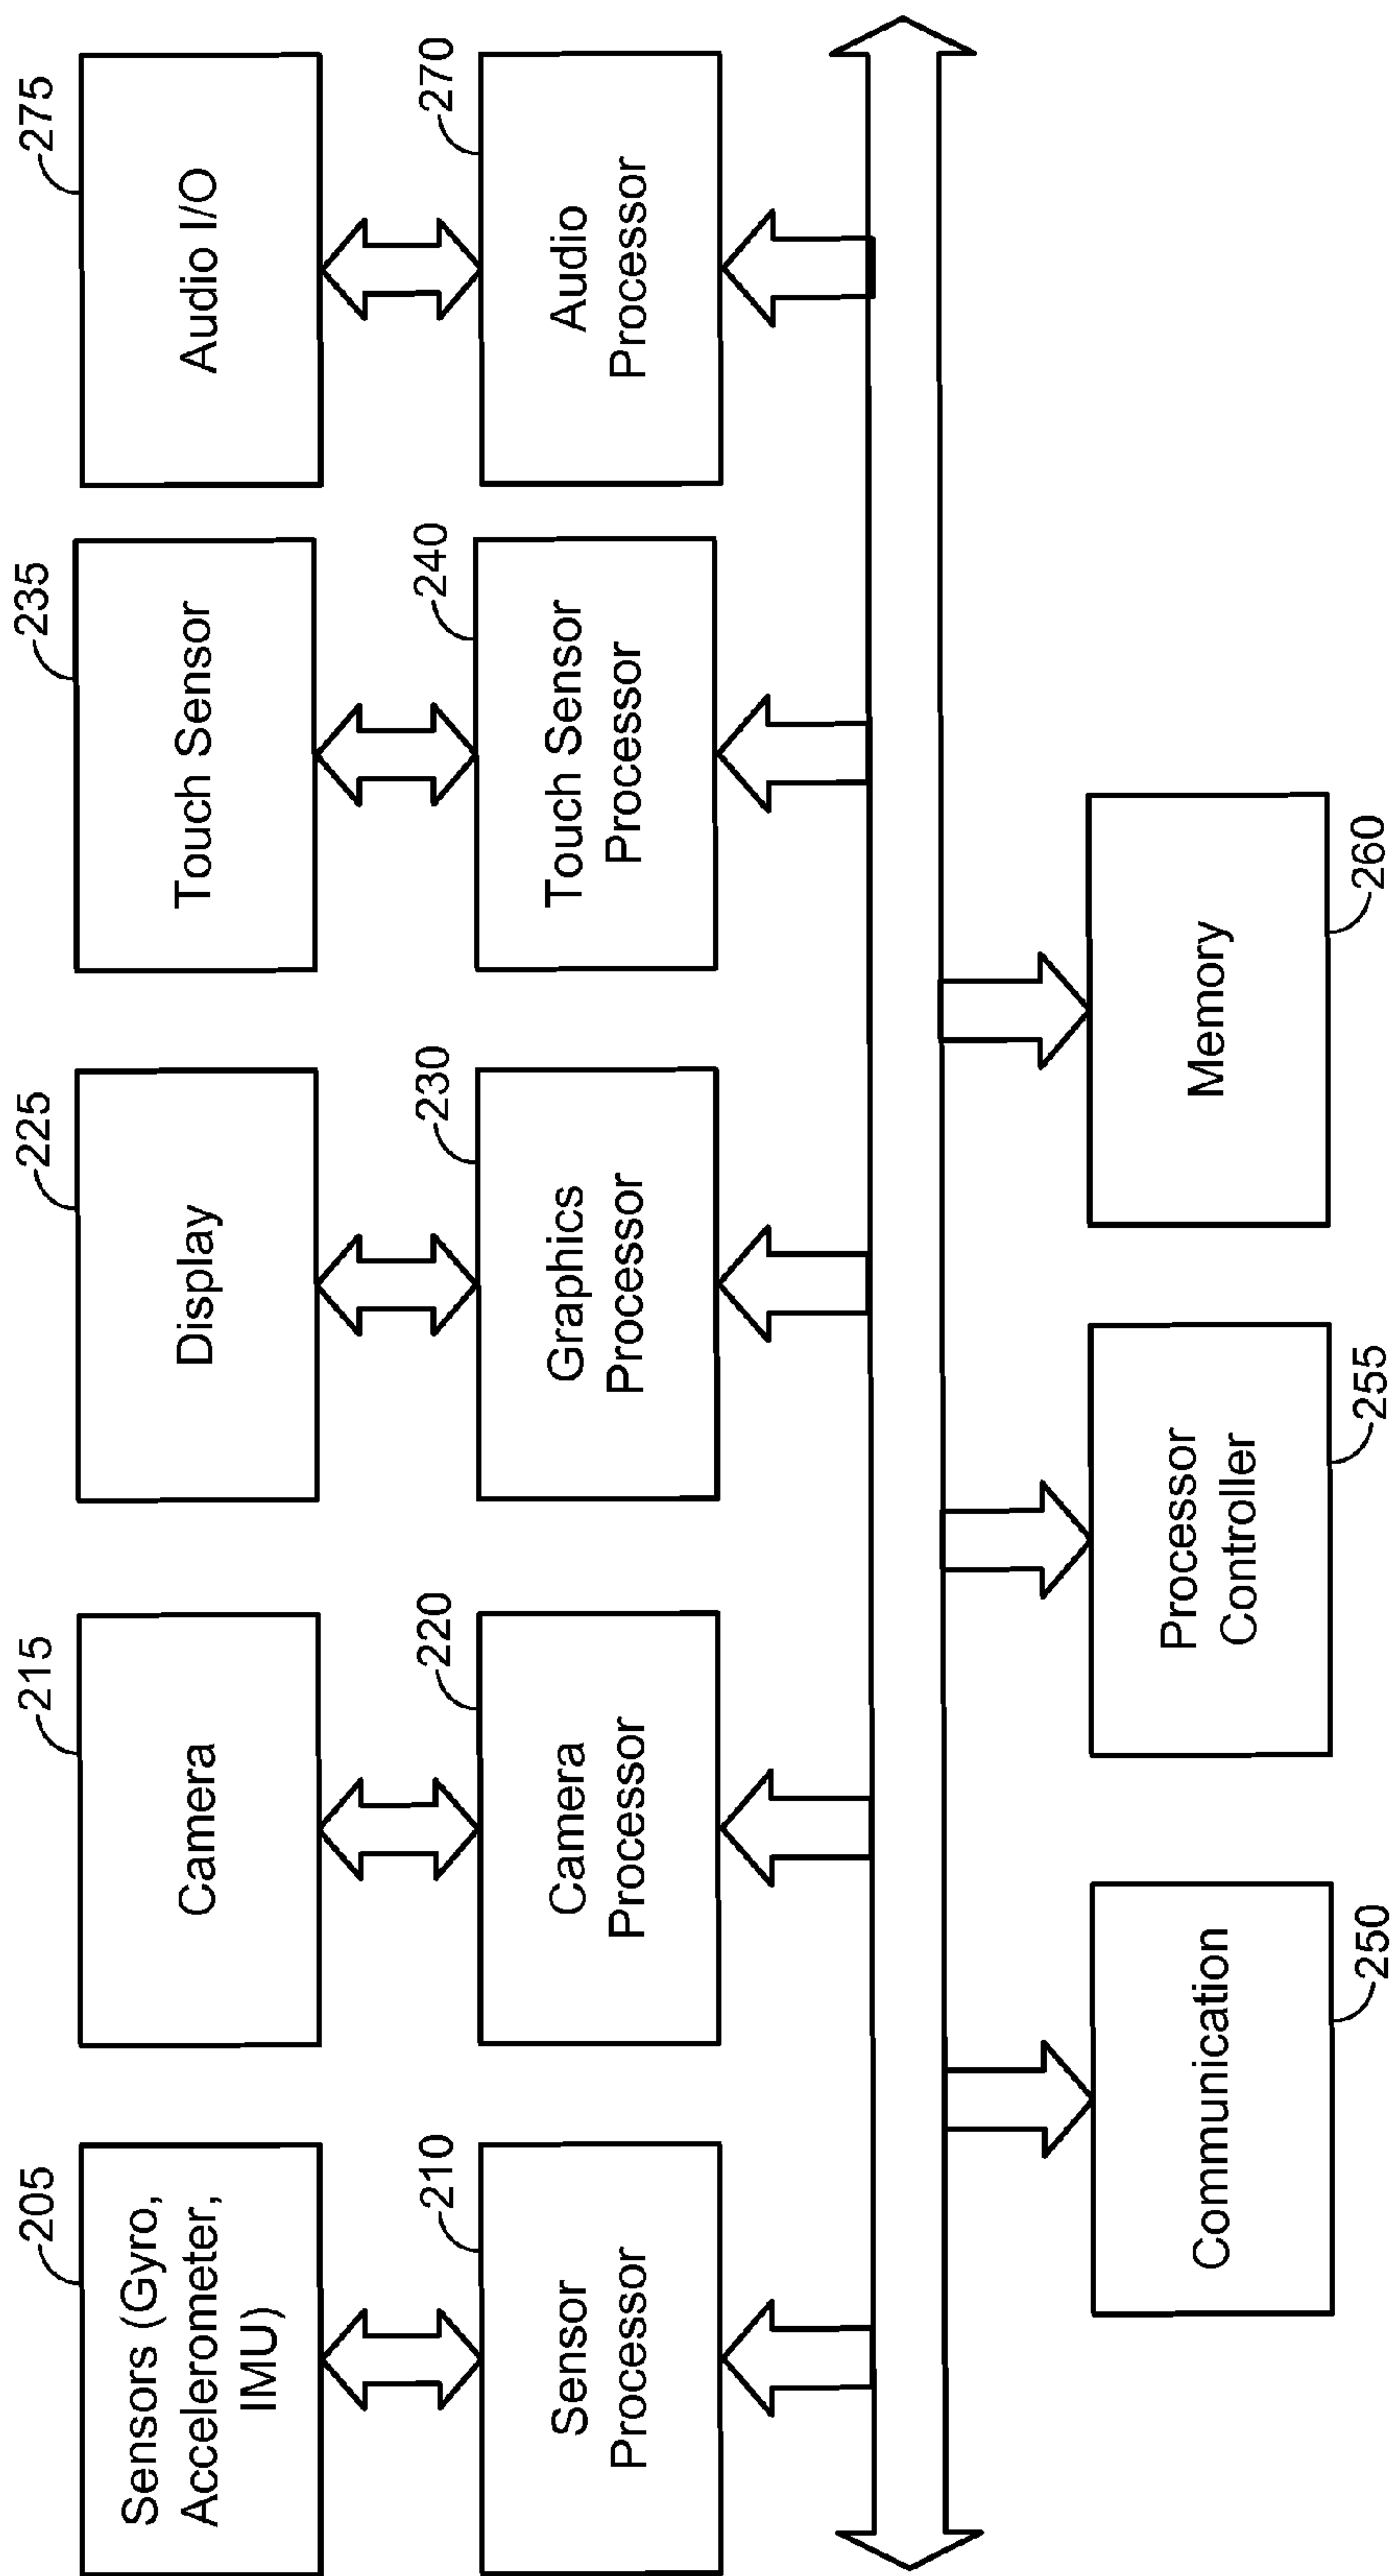 205
Sensors (Gyro,
Accelerometer,
IMU)
215
Camera
225
Display
235
Touch Sensor
275
Audio I/O
210
Sensor
Processor
220
Camera
Processor
230
Graphics
Processor
240
Touch Sensor
Processor
270
Audio
Processor
Communication
250
Processor
Controller
255
Memory
260